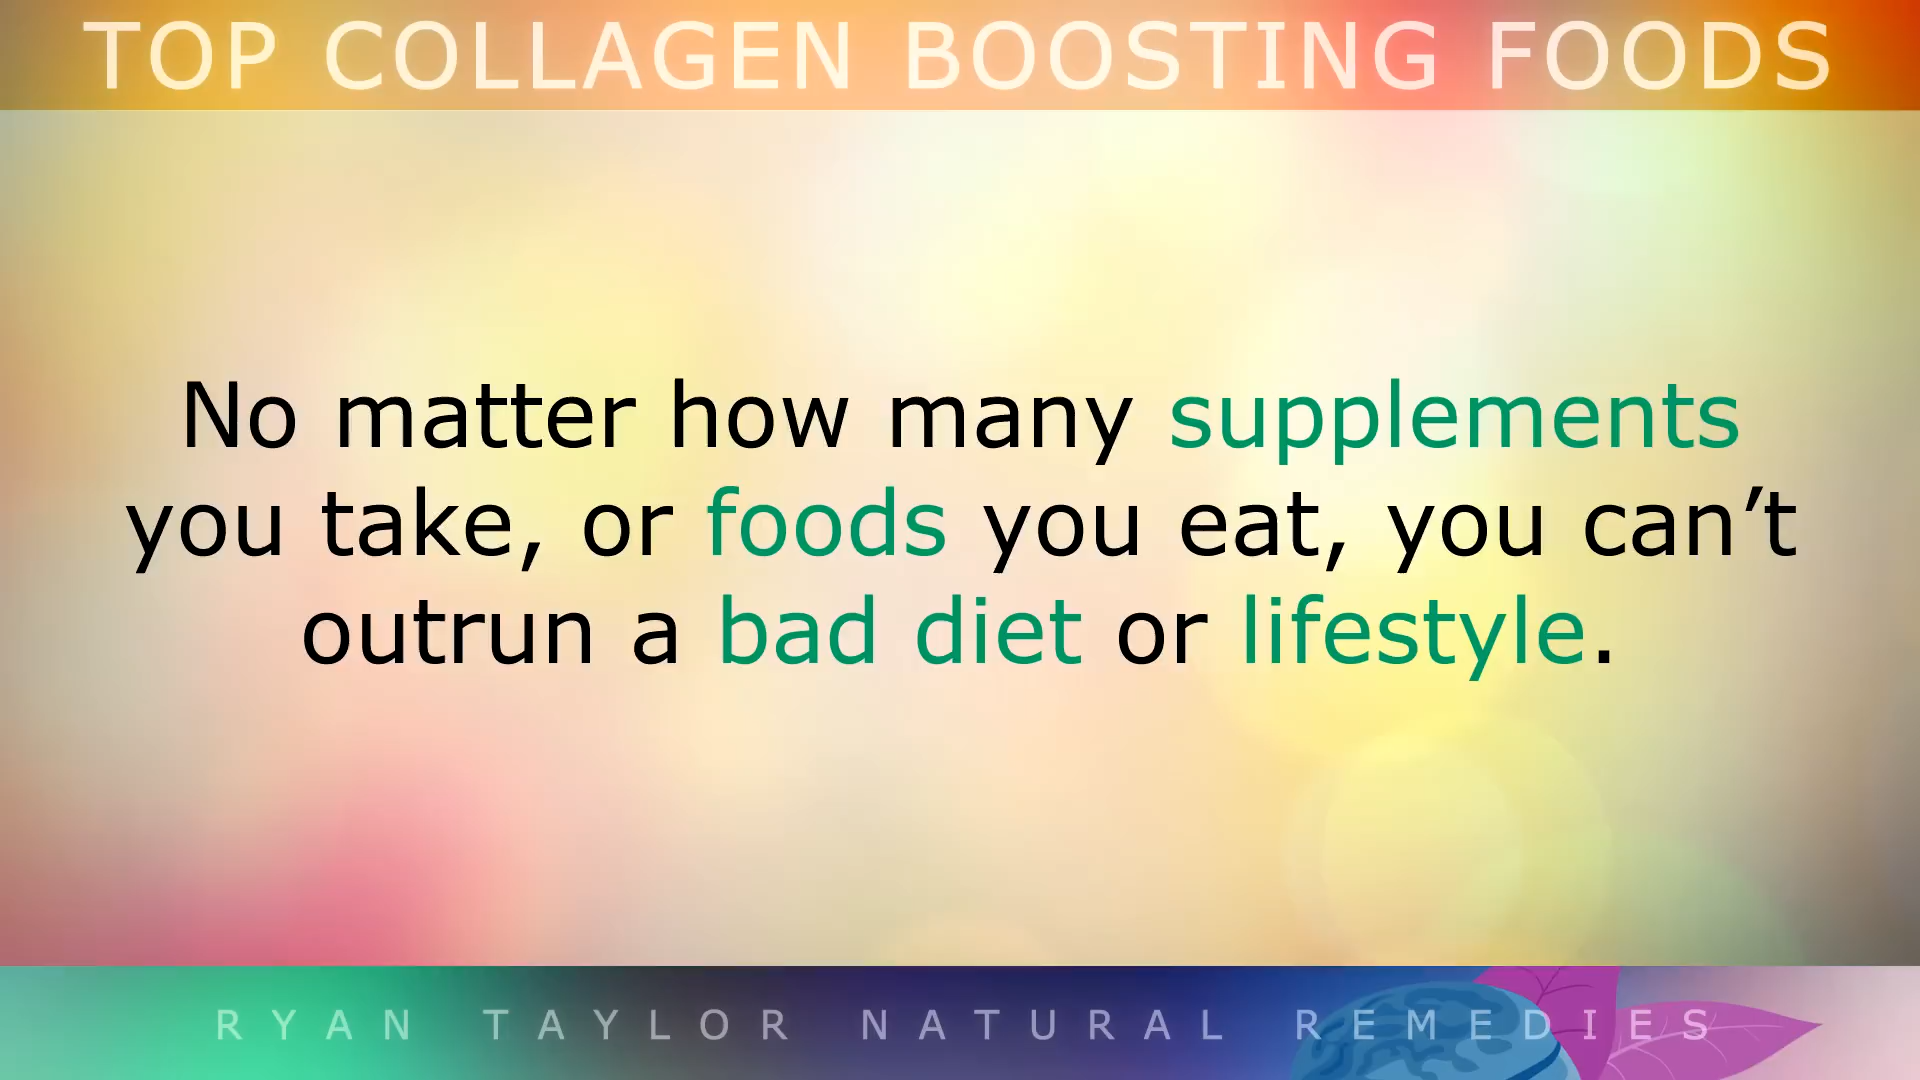 TOP COLLAGEN BOOSTING FOODS
No matter how many supplements
you take, or foods you eat, you can’t
outrun a bad diet or lifestyle.
RYAN TAYLOR NATURAL REMEDIES